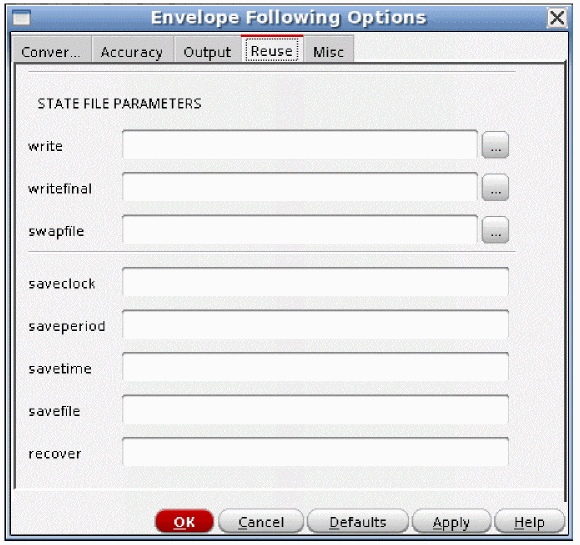 Envelope Following Options
Conver... Accuracy Output Reuse Misc
STATE FILE PARAMETERS
write ...
writefinal ...
swapfile ...
saveclock
saveperiod
savetime
savefile
recover
OK Cancel Defaults Apply Help